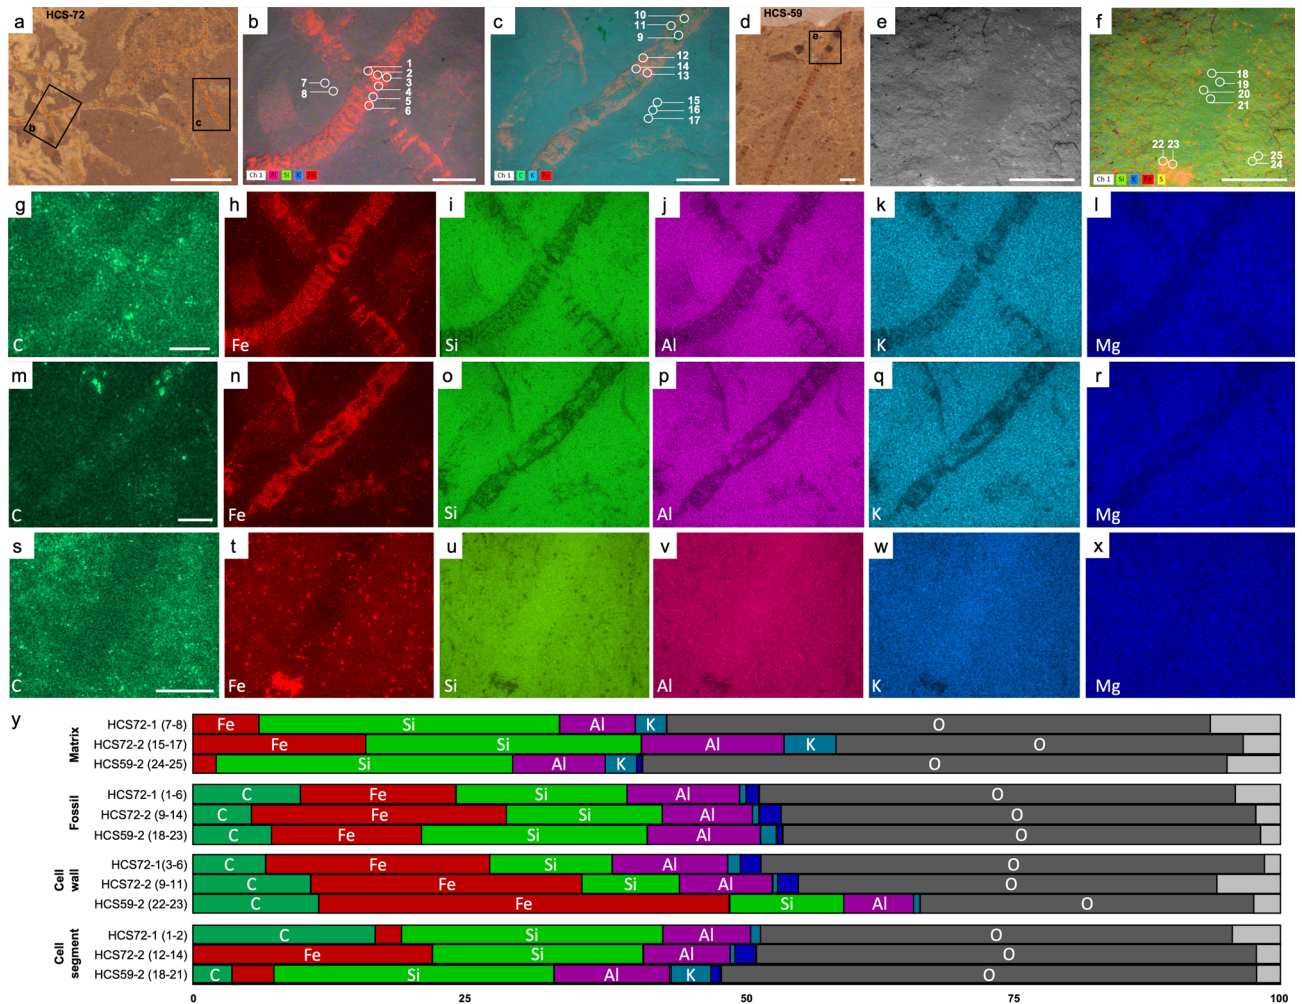 a HCS-72 b c
b
1
2
3
4
5
6
7
8
Ch 1 Al Si K Fe
c
10
11
9
12
14
13
15
16
17
Ch 1 C K Fe
d HCS-59 e
e
f
18
19
20
21
22 23
25
24
Ch 1 Si K Fe S
g C
h Fe
i Si
j Al
k K
l Mg
m C
n Fe
o Si
p Al
q K
r Mg
s C
t Fe
u Si
v Al
w K
x Mg
y
Matrix
HCS72-1 (7-8) Fe Si Al K O
HCS72-2 (15-17) Fe Si Al K O
HCS59-2 (24-25) Si Al K O
Fossil
HCS72-1 (1-6) C Fe Si Al O
HCS72-2 (9-14) C Fe Si Al O
HCS59-2 (18-23) C Fe Si Al O
Cell
wall
HCS72-1(3-6) C Fe Si Al O
HCS72-2 (9-11) C Fe Si Al O
HCS59-2 (22-23) C Fe Si Al O
Cell
segment
HCS72-1 (1-2) C Si Al O
HCS72-2 (12-14) Fe Si Al O
HCS59-2 (18-21) C Si Al K O
0 25 50 75 100